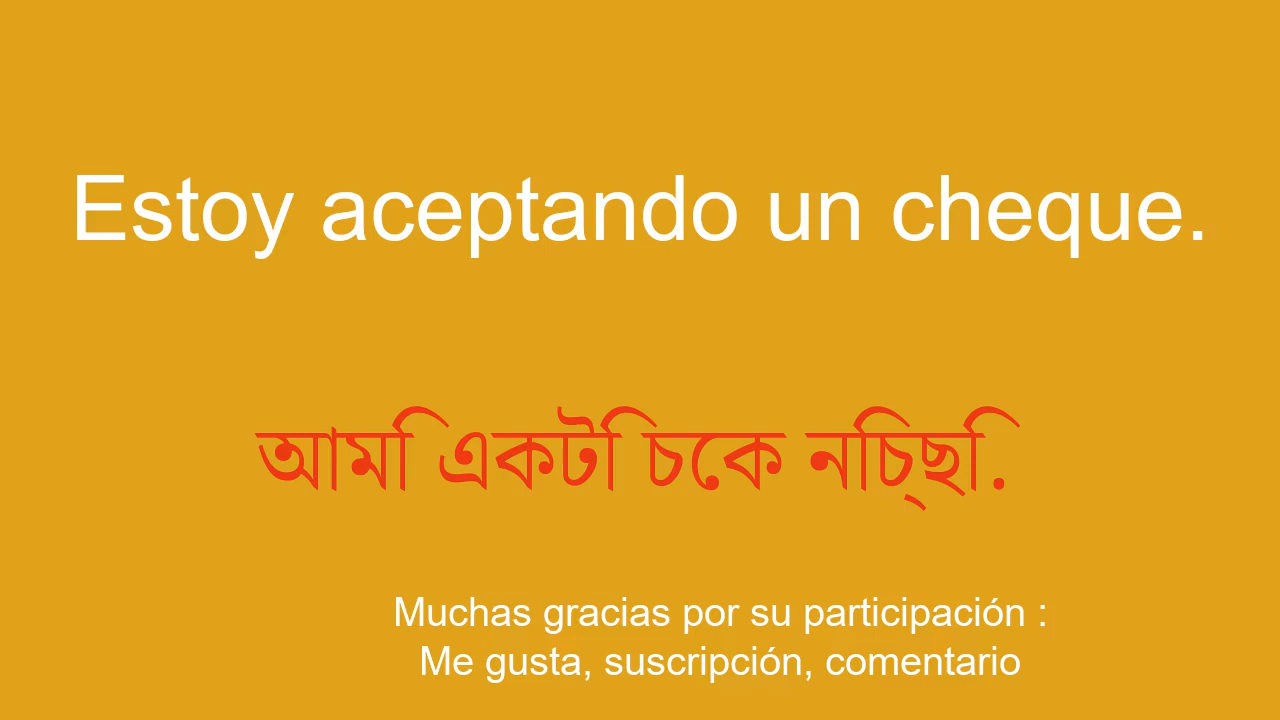 Estoy aceptando un cheque.
আমি একটি চেক নিচ্ছি.
Muchas gracias por su participación :
Me gusta, suscripción, comentario